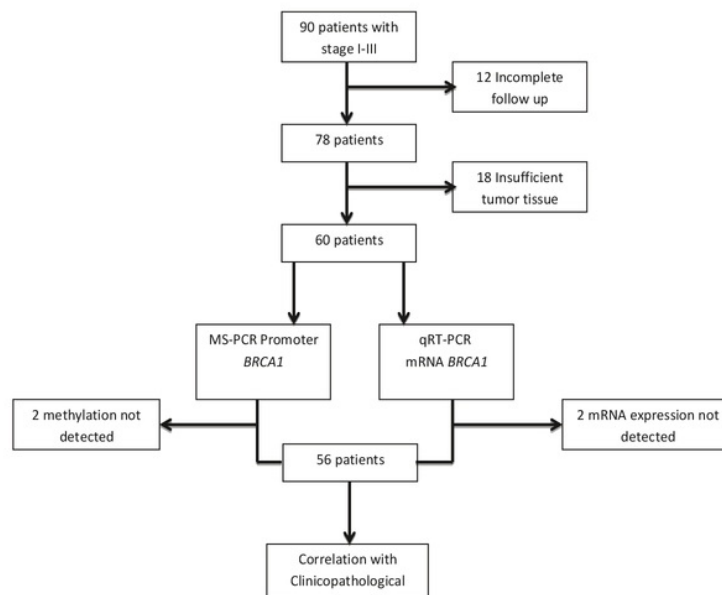 90 patients with
stage I-III
12 Incomplete
follow up
78 patients
18 Insufficient
tumor tissue
60 patients
MS-PCR Promoter
BRCA1
qRT-PCR
mRNA BRCA1
2 methylation not
detected
2 mRNA expression not
detected
56 patients
Correlation with
Clinicopathological